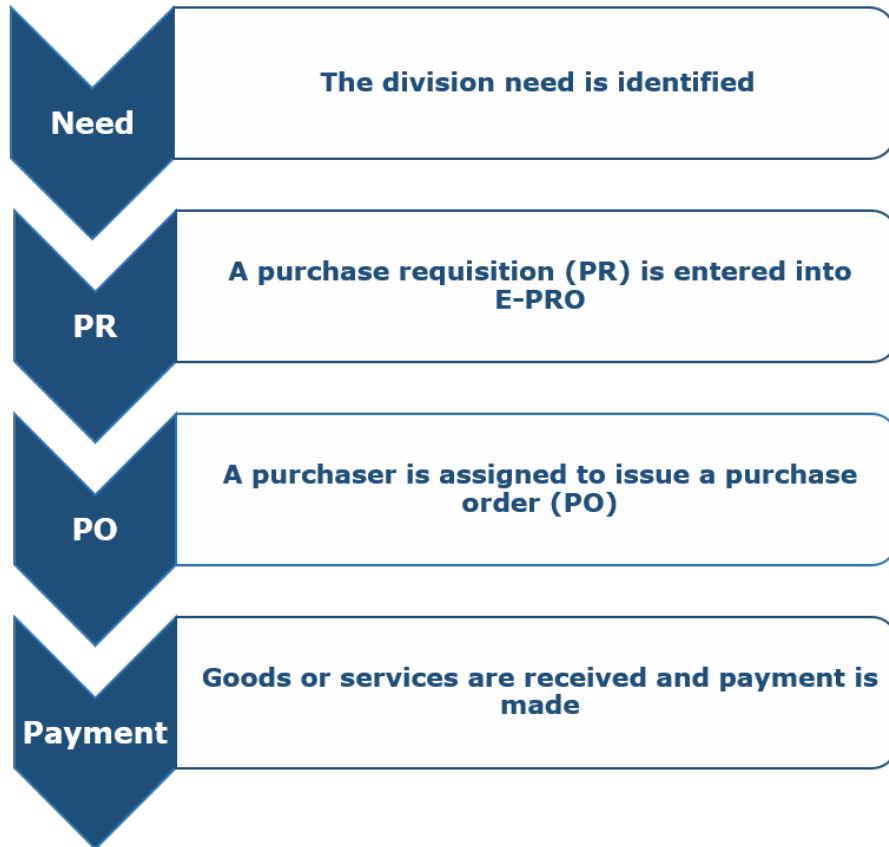 The division need is identified
Need
A purchase requisition (PR) is entered into
E-PRO
PR
A purchaser is assigned to issue a purchase
order (PO)
PO
Goods or services are received and payment is
made
Payment